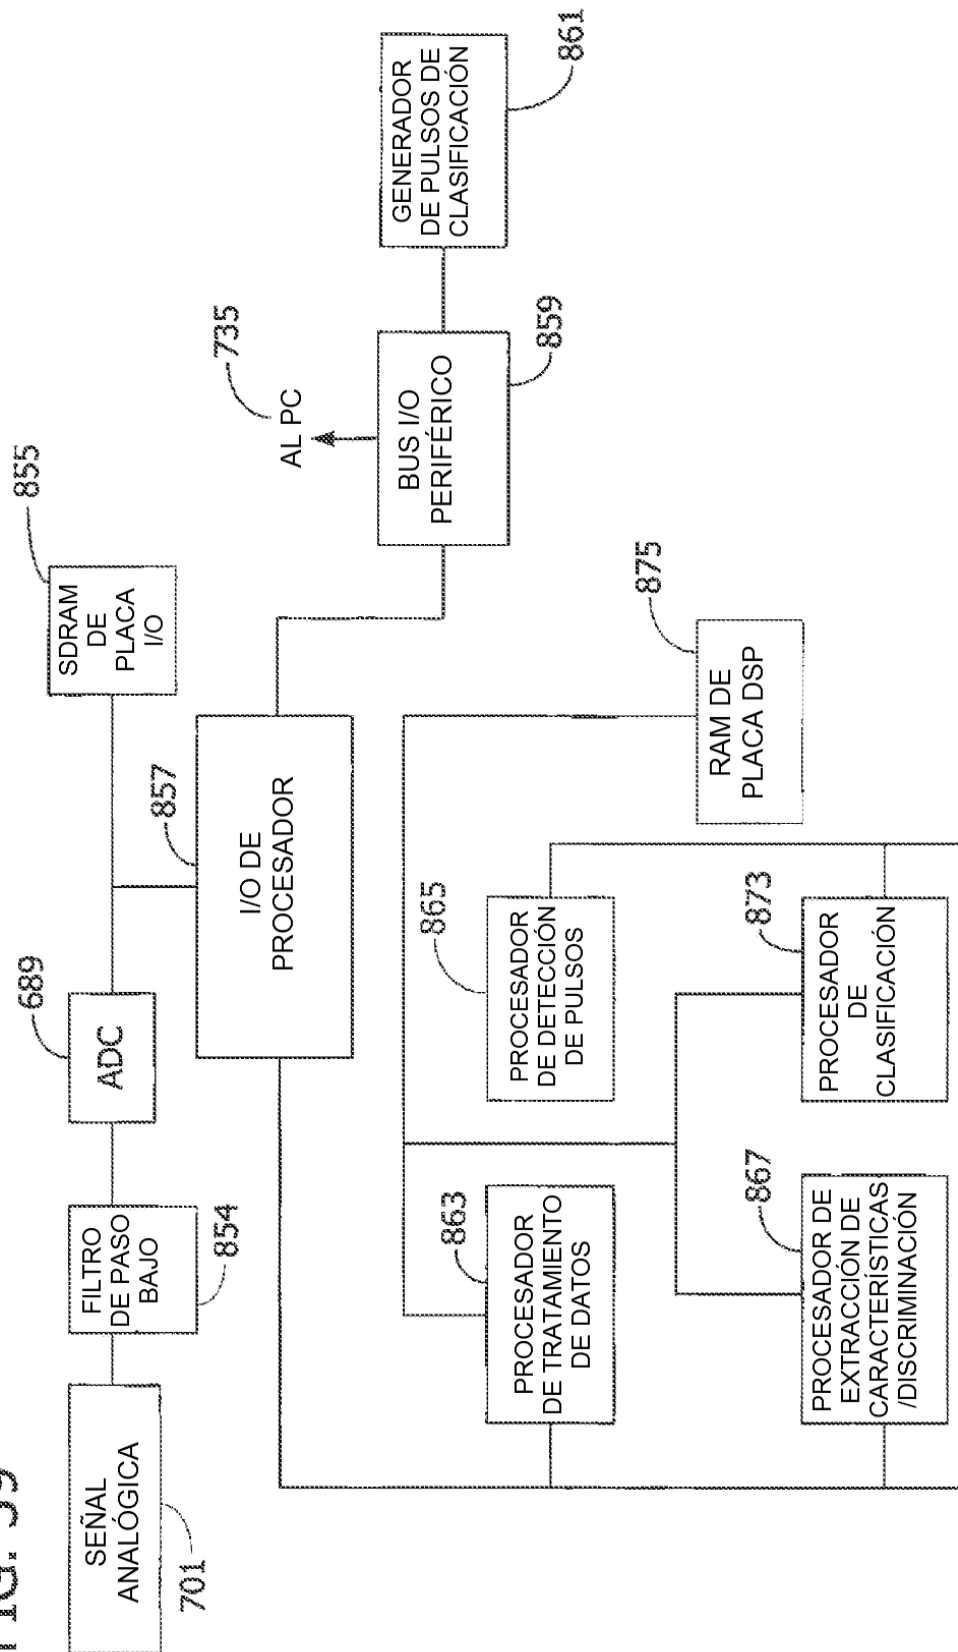 FIG. 59
SEÑAL
ANALÓGICA
701
FILTRO
DE PASO
BAJO
854
ADC
689
SDRAM
DE
PLACA
I/O
855
I/O DE
PROCESADOR
857
AL PC
735
BUS I/O
PERIFÉRICO
859
GENERADOR
DE PULSOS DE
CLASIFICACIÓN
861
PROCESADOR
DE TRATAMIENTO
DE DATOS
863
PROCESADOR
DE DETECCIÓN
DE PULSOS
865
RAM DE
PLACA DSP
875
PROCESADOR DE
EXTRACCIÓN DE
CARACTERÍSTICAS
/DISCRIMINACIÓN
867
PROCESADOR
DE
CLASIFICACIÓN
873